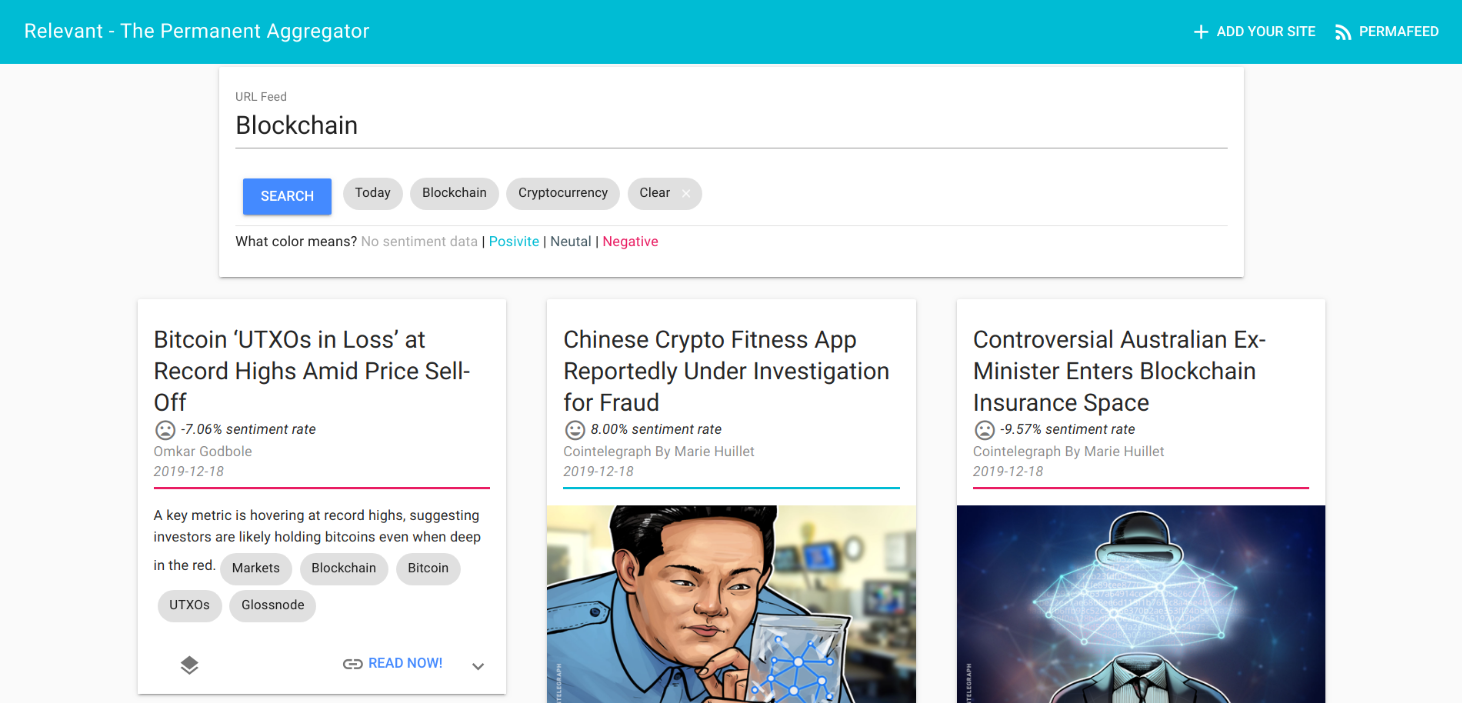 Relevant - The Permanent Aggregator
ADD YOUR SITE
PERMAFEED
URL Feed
Blockchain
SEARCH
Today
Blockchain
Cryptocurrency
Clear
What color means? No sentiment data | Posivite | Neutal | Negative
Bitcoin ‘UTXOs in Loss’ at
Record Highs Amid Price Sell-
Off
-7.06% sentiment rate
Omkar Godbole
2019-12-18
A key metric is hovering at record highs, suggesting
investors are likely holding bitcoins even when deep
in the red.
Markets
Blockchain
Bitcoin
UTXOs
Glossnode
READ NOW!
Chinese Crypto Fitness App
Reportedly Under Investigation
for Fraud
8.00% sentiment rate
Cointelegraph By Marie Huillet
2019-12-18
Controversial Australian Ex-
Minister Enters Blockchain
Insurance Space
-9.57% sentiment rate
Cointelegraph By Marie Huillet
2019-12-18